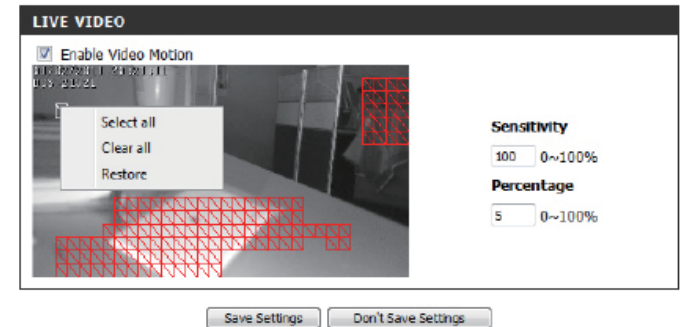 LIVE VIDEO
Enable Video Motion
Select all
Clear all
Restore
Sensitivity
100 0~100%
Percentage
5 0~100%
Save Settings Don't Save Settings